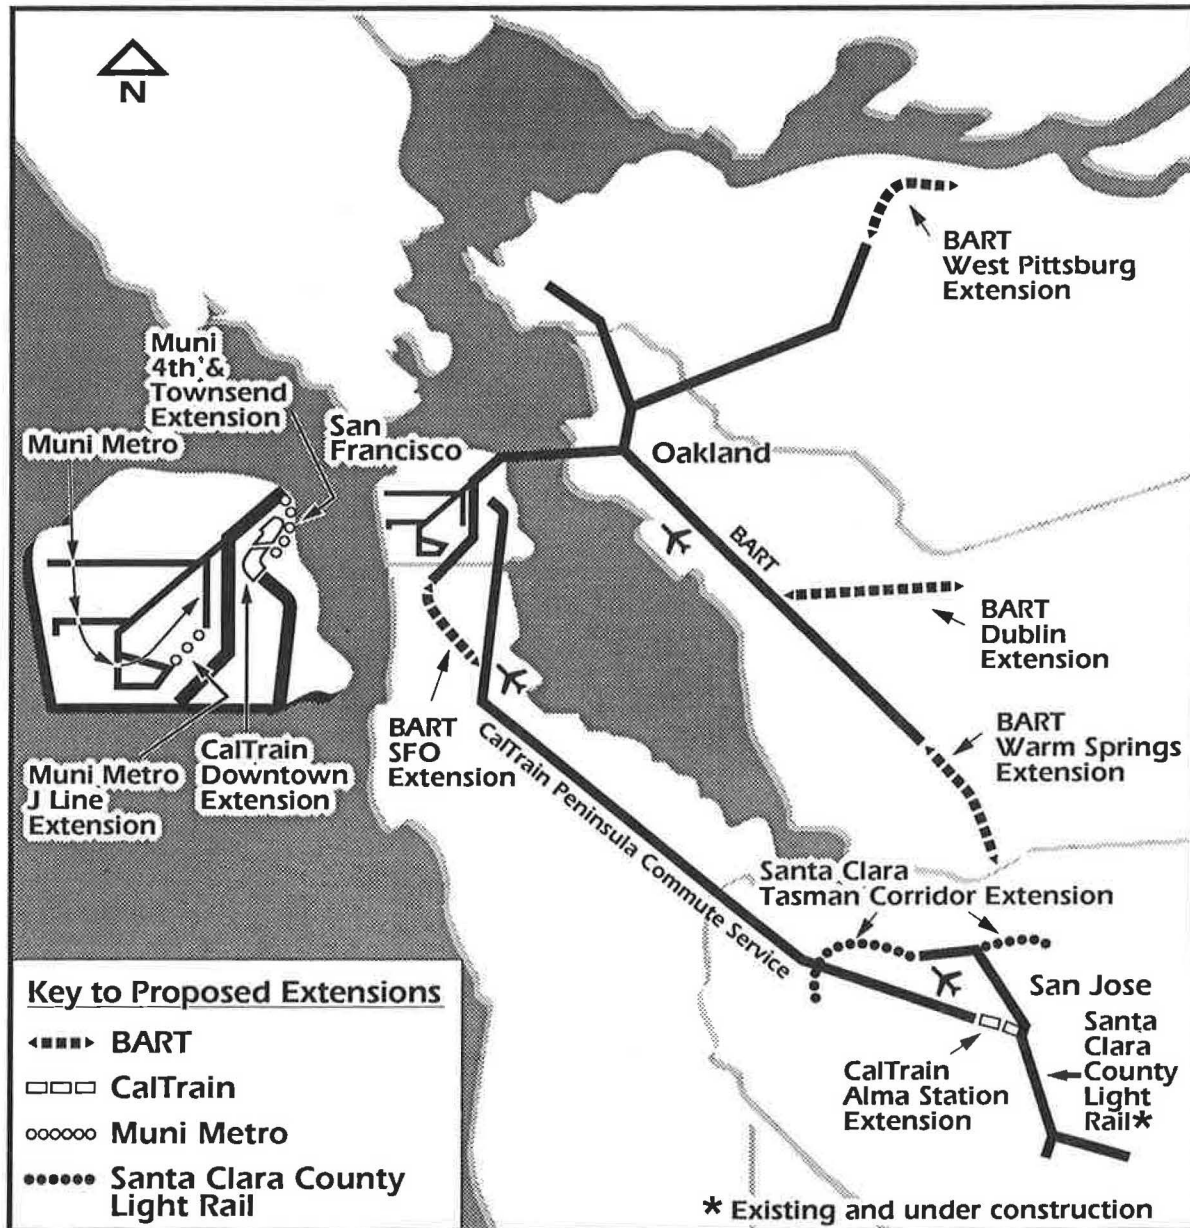 N
BART
West Pittsburg
Extension
Muni
4th &
Townsend
Extension
San
Francisco
Muni Metro
Oakland
BART
BART
Dublin
Extension
BART
SFO
Extension
BART
Warm Springs
Extension
Muni Metro
J Line
Extension
CalTrain
Downtown
Extension
CalTrain Peninsula Commute Service
Santa Clara
Tasman Corridor Extension
San Jose
Santa
Clara
County
Light
Rail*
CalTrain
Alma Station
Extension
Key to Proposed Extensions
BART
CalTrain
Muni Metro
Santa Clara County
Light Rail
* Existing and under construction